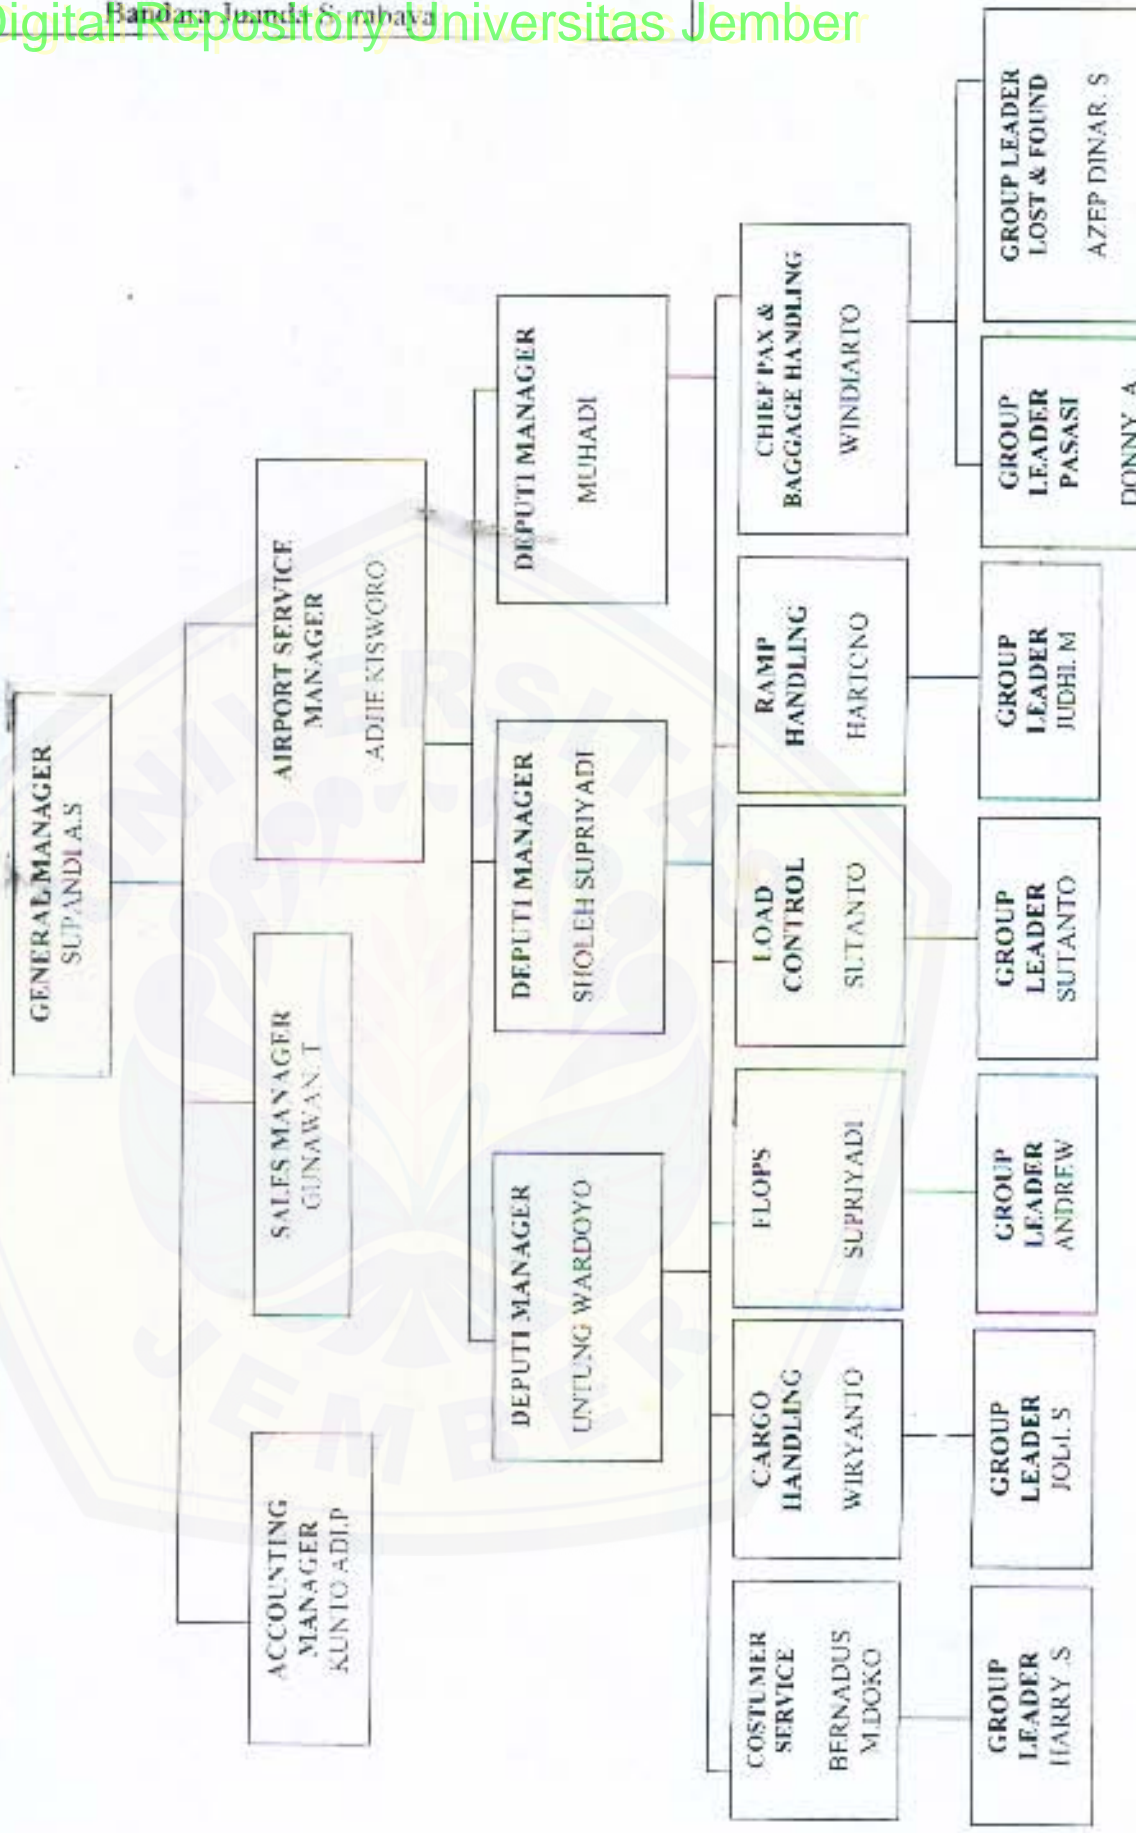 Digital Repository Universitas Jember
Bandara Juanda Surabaya
GENERAL MANAGER
SUPANDI A.S
ACCOUNTING
MANAGER
KUNTO ADI.P
SALES MANAGER
GUNAWAN. T
AIRPORT SERVICE
MANAGER
ADJIE KISWORO
DEPUTI MANAGER
UNTUNG WARDOYO
DEPUTI MANAGER
SHOLEH SUPRIYADI
DEPUTI MANAGER
MUHADI
COSTUMER
SERVICE
BERNADUS
M.DOKO
CARGO
HANDLING
WIRYANTO
FLOPS
SUPRIYADI
LOAD
CONTROL
SUTANTO
RAMP
HANDLING
HARTONO
CHIEF PAX &
BAGGAGE HANDLING
WINDIARTO
GROUP
LEADER
HARRY .S
GROUP
LEADER
GROUP
LEADER
ANDREW
GROUP
LEADER
SUTANTO
GROUP
LEADER
JUDHI. M
GROUP
LEADER
PASASI
DONNY. A
GROUP LEADER
LOST & FOUND
AZEP DINAR. S
UNIVERSITAS
JEMBER